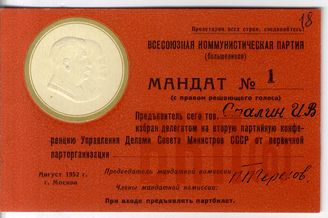 18
Пролетарии всех стран, соединяйтесь!
ВСЕСОЮЗНАЯ КОММУНИСТИЧЕСКАЯ ПАРТИЯ
(большевиков)
МАНДАТ № 1
(с правом решающего голоса)
Предъявитель сего тов. Сталин И В
избран делегатом на вторую партийную конфе-
ренцию Управления Делами Совета Министров СССР от первичной
парторганизации
Председатель мандатной комиссии:
Август 1952 г.
г. Москва
Члены мандатной комиссии:
При входе предъявлять партбилет.